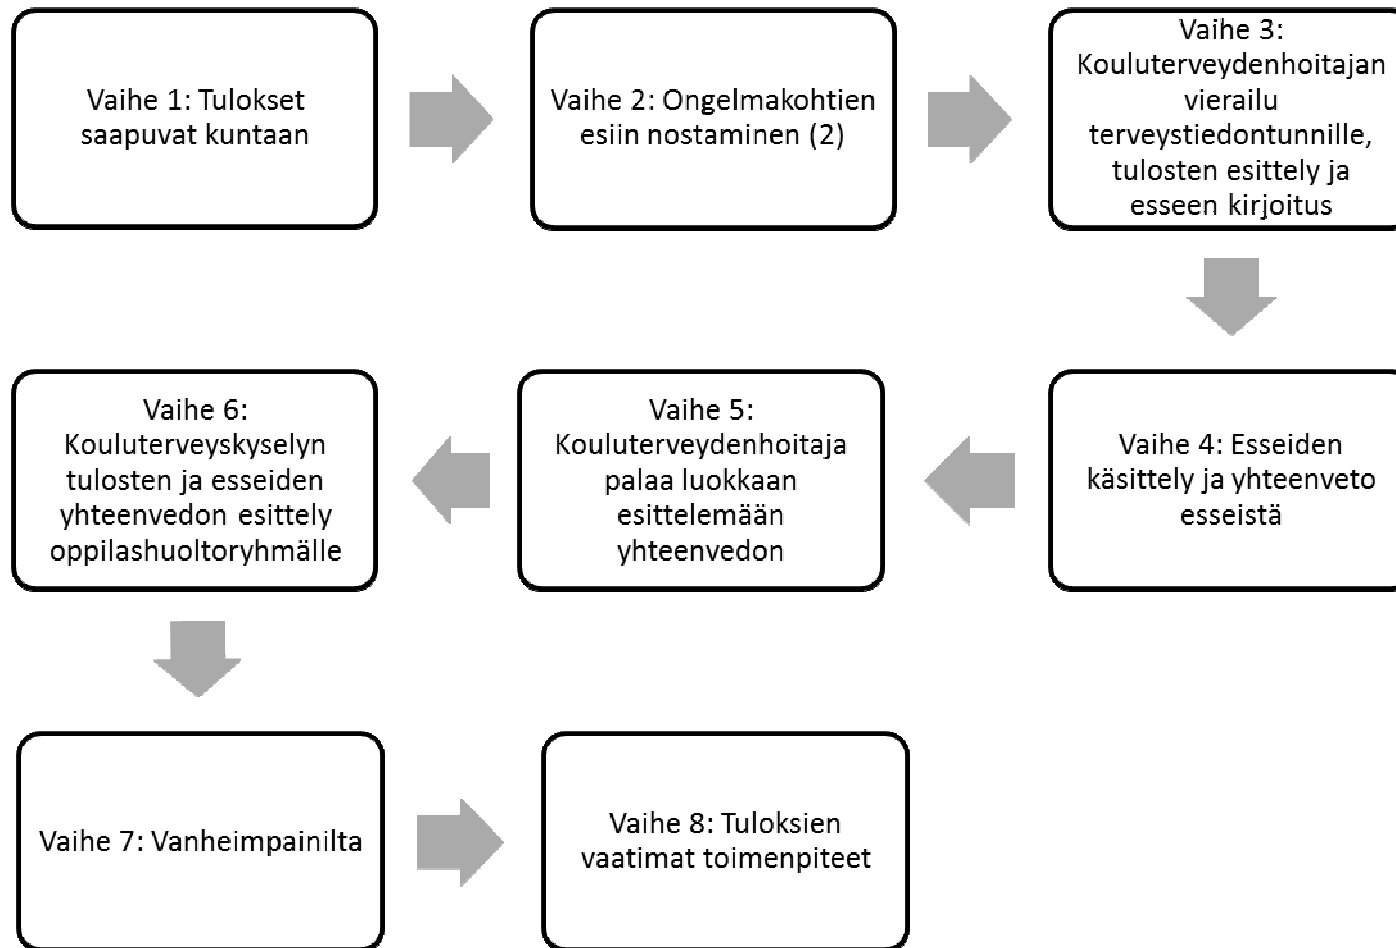 Vaihe 1: Tulokset
saapuvat kuntaan
Vaihe 2: Ongelmakohtien
esiin nostaminen (2)
Vaihe 3:
Kouluterveydenhoitajan
vierailu
terveystiedontunnille,
tulosten esittely ja
esseen kirjoitus
Vaihe 4: Esseiden
käsittely ja yhteenveto
esseistä
Vaihe 5:
Kouluterveydenhoitaja
palaa luokkaan
esittelemään
yhteenvedon
Vaihe 6:
Kouluterveyskyselyn
tulosten ja esseiden
yhteenvedon esittely
oppilashuoltoryhmälle
Vaihe 7: Vanheimpainilta
Vaihe 8: Tuloksien
vaatimat toimenpiteet